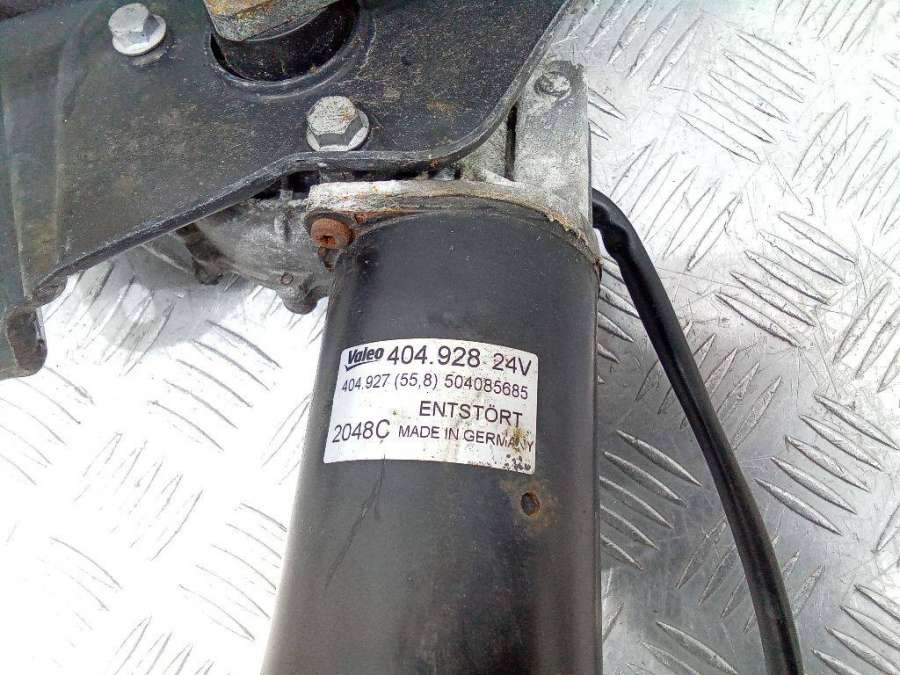 Valeo 404.928 24V
404.927 (55,8) 504085685
ENTSTÖRT
2048C MADE IN GERMANY